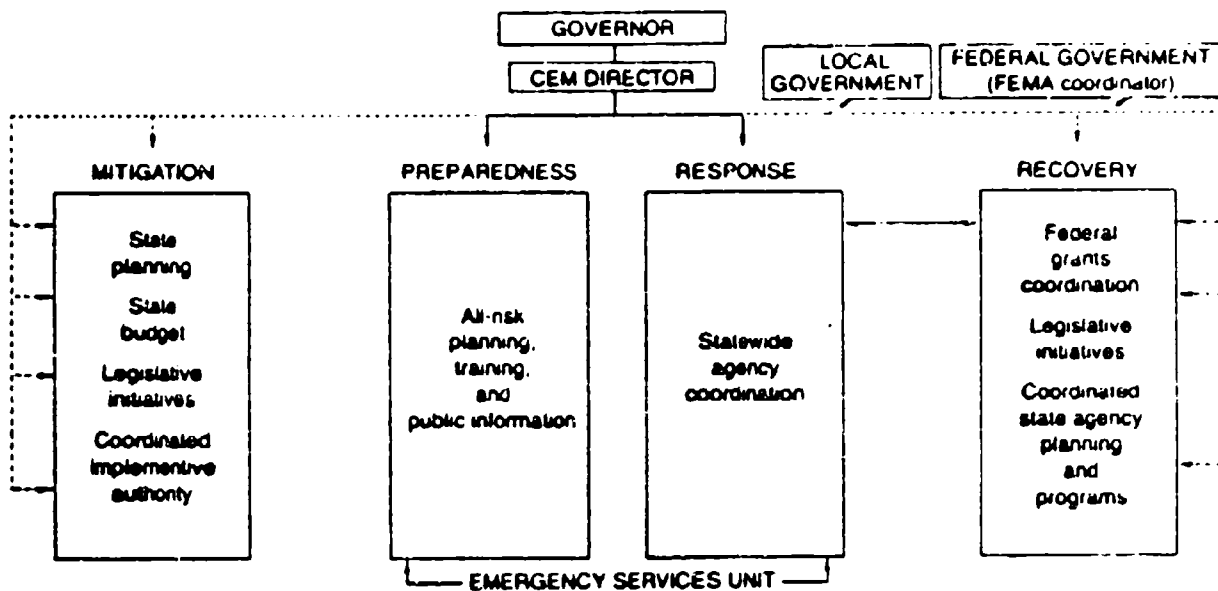 GOVERNOR
CEM DIRECTOR
LOCAL
GOVERNMENT
FEDERAL GOVERNMENT
(FEMA coordinator)
MITIGATION
State
planning
State
budget
Legislative
initiatives
Coordinated
implementive
authority
PREPAREDNESS
All-risk
planning,
training,
and
public information
RESPONSE
Statewide
agency
coordination
RECOVERY
Federal
grants
coordination
Legislative
initiatives
Coordinated
state agency
planning
and
programs
EMERGENCY SERVICES UNIT